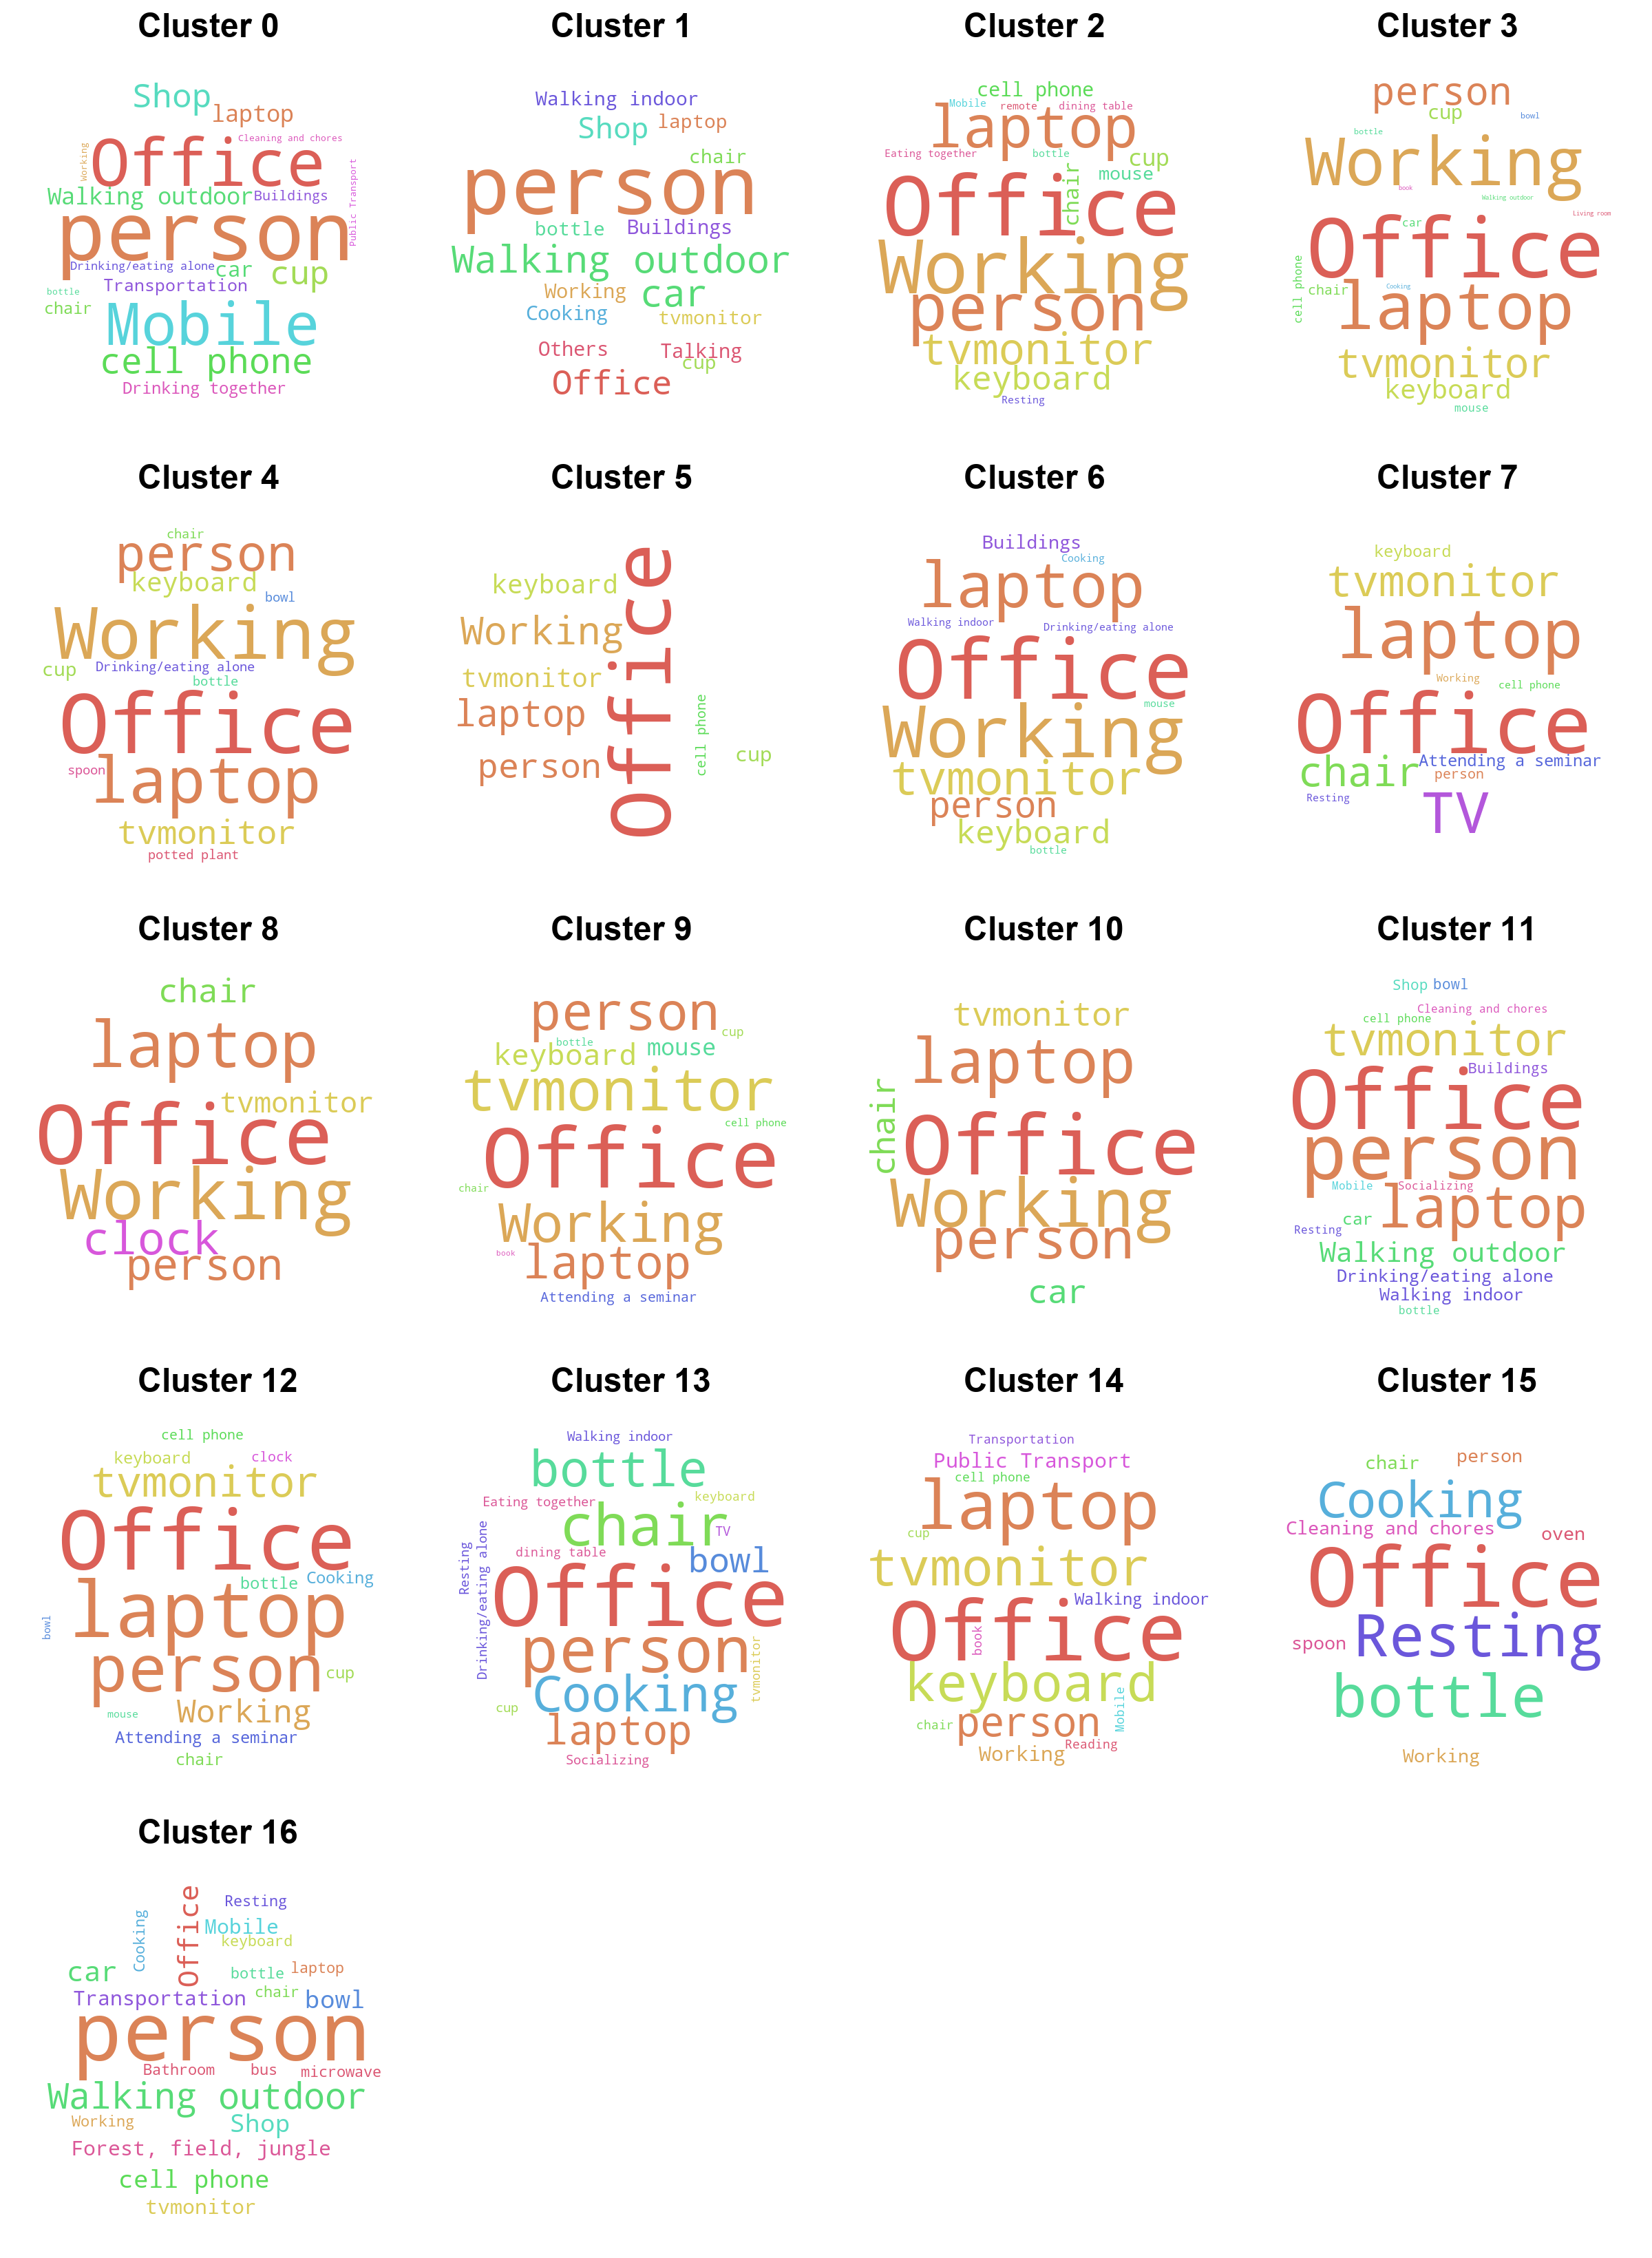 Cluster 0
Shop
laptop
Cleaning and chores
Office
Working
Public Transport
Walking outdoor
Buildings
person
Drinking/eating alone
car
cup
Transportation
bottle
chair
Mobile
cell phone
Drinking together
Cluster 1
Walking indoor
Shop
laptop
chair
person
bottle
Buildings
Walking outdoor
Working
car
Cooking
tvmonitor
Others
Talking
cup
Office
Cluster 2
cell phone
Mobile
remote
dining table
laptop
Eating together
bottle
cup
chair
mouse
Office
Working
person
tvmonitor
keyboard
Resting
Cluster 3
person
cup
bowl
bottle
Working
book
Walking outdoor
Living room
car
Office
cell phone
chair
Cooking
laptop
tvmonitor
keyboard
mouse
Cluster 4
chair
person
keyboard
bowl
Working
cup
Drinking/eating alone
bottle
Office
spoon
laptop
tvmonitor
potted plant
Cluster 5
keyboard
Working
tvmonitor
laptop
person
Office
cell phone
cup
Cluster 6
Buildings
Cooking
laptop
Walking indoor
Drinking/eating alone
Office
mouse
Working
tvmonitor
person
keyboard
bottle
Cluster 7
keyboard
tvmonitor
laptop
Working
cell phone
Office
chair
Attending a seminar
person
Resting
TV
Cluster 8
chair
laptop
tvmonitor
Office
Working
clock
person
Cluster 9
person
cup
bottle
keyboard
mouse
tvmonitor
cell phone
Office
chair
Working
book
laptop
Attending a seminar
Cluster 10
tvmonitor
laptop
chair
Office
Working
person
car
Cluster 11
Shop
bowl
Cleaning and chores
cell phone
tvmonitor
Buildings
Office
person
Mobile
Socializing
laptop
car
Resting
Walking outdoor
Drinking/eating alone
Walking indoor
bottle
Cluster 12
cell phone
keyboard
clock
tvmonitor
Office
bottle
Cooking
laptop
bowl
person
cup
Working
mouse
Attending a seminar
chair
Cluster 13
Walking indoor
bottle
Eating together
keyboard
chair
TV
Resting
Drinking/eating alone
dining table
bowl
Office
person
tvmonitor
Cooking
cup
laptop
Socializing
Cluster 14
Transportation
Public Transport
cell phone
laptop
cup
tvmonitor
Walking indoor
Office
book
keyboard
Mobile
chair
person
Reading
Working
Cluster 15
chair
person
Cooking
Cleaning and chores
oven
Office
spoon
Resting
bottle
Working
Cluster 16
Office
Resting
Cooking
Mobile
keyboard
car
bottle
laptop
Transportation
chair
bowl
person
Bathroom
bus
microwave
Walking outdoor
Working
Shop
Forest, field, jungle
cell phone
tvmonitor